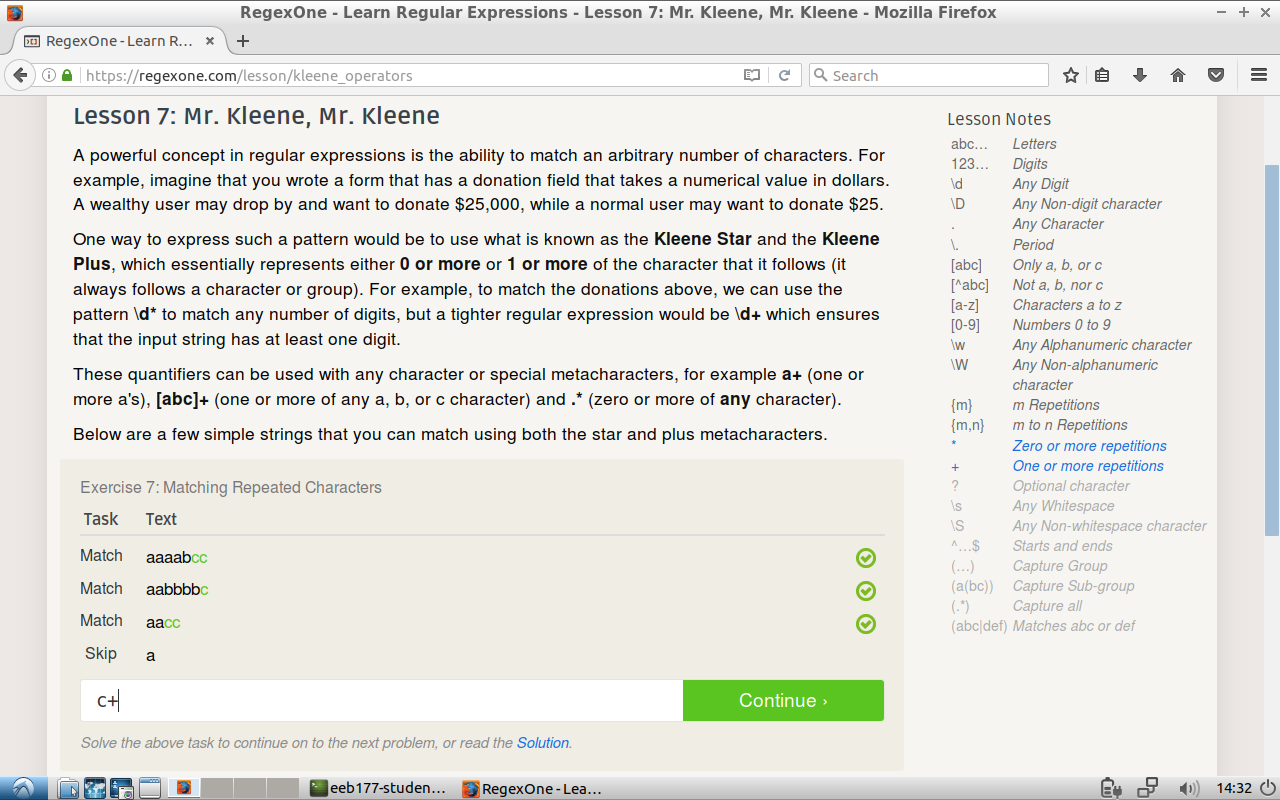 RegexOne - Learn Regular Expressions - Lesson 7: Mr. Kleene, Mr. Kleene - Mozilla Firefox
RegexOne - Learn R...
https://regexone.com/lesson/kleene_operators
Search
Lesson 7: Mr. Kleene, Mr. Kleene
A powerful concept in regular expressions is the ability to match an arbitrary number of characters. For
example, imagine that you wrote a form that has a donation field that takes a numerical value in dollars.
A wealthy user may drop by and want to donate $25,000, while a normal user may want to donate $25.
One way to express such a pattern would be to use what is known as the Kleene Star and the Kleene
Plus, which essentially represents either 0 or more or 1 or more of the character that it follows (it
always follows a character or group). For example, to match the donations above, we can use the
pattern \d* to match any number of digits, but a tighter regular expression would be \d+ which ensures
that the input string has at least one digit.
These quantifiers can be used with any character or special metacharacters, for example a+ (one or
more a's), [abc]+ (one or more of any a, b, or c character) and .* (zero or more of any character).
Below are a few simple strings that you can match using both the star and plus metacharacters.
Exercise 7: Matching Repeated Characters
Task Text
Match aaaabcc
Match aabbbbc
Match aacc
Skip a
c+
Continue ›
Solve the above task to continue on to the next problem, or read the Solution.
Lesson Notes
abc… Letters
123… Digits
\d Any Digit
\D Any Non-digit character
. Any Character
\. Period
[abc] Only a, b, or c
[^abc] Not a, b, nor c
[a-z] Characters a to z
[0-9] Numbers 0 to 9
\w Any Alphanumeric character
\W Any Non-alphanumeric
character
{m} m Repetitions
{m,n} m to n Repetitions
* Zero or more repetitions
+ One or more repetitions
? Optional character
\s Any Whitespace
\S Any Non-whitespace character
^…$ Starts and ends
(…) Capture Group
(a(bc)) Capture Sub-group
(.*) Capture all
(abc|def) Matches abc or def
eeb177-studen...
RegexOne - Lea...
14:32